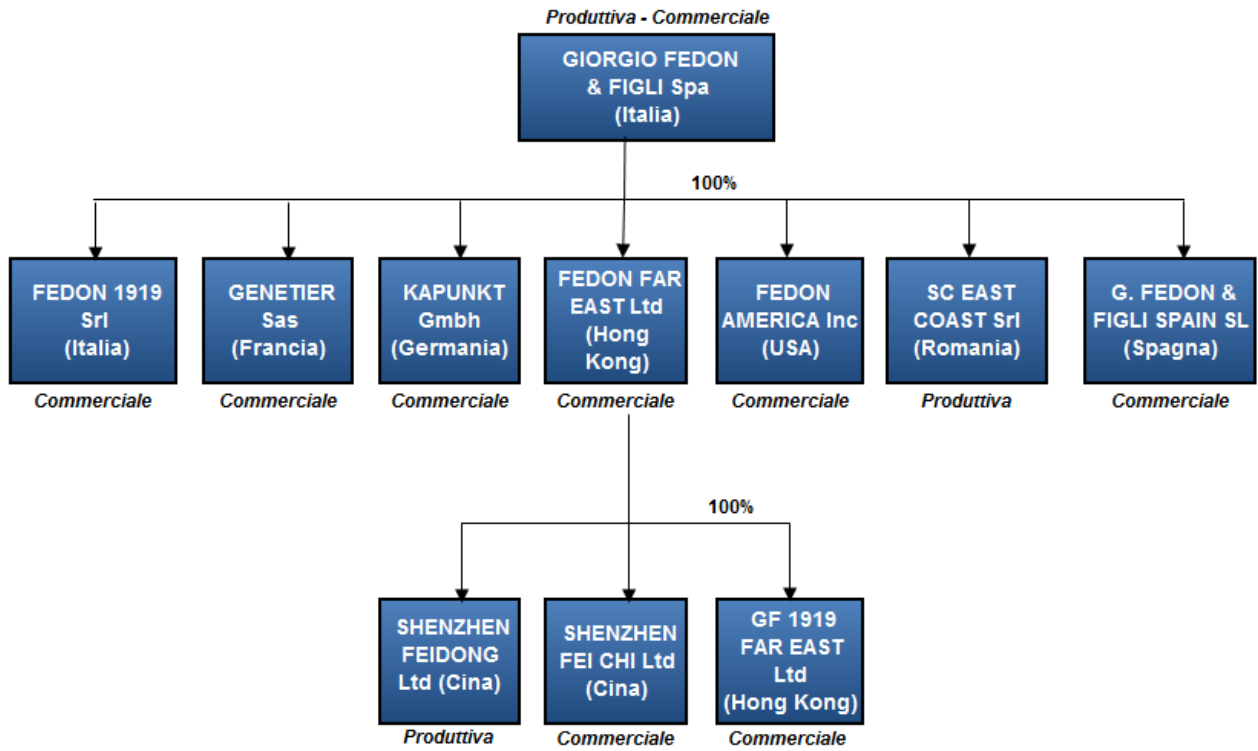 Produttiva - Commerciale
GIORGIO FEDON
& FIGLI Spa
(Italia)
100%
FEDON 1919
Srl
(Italia)
Commerciale
GENETIER
Sas
(Francia)
Commerciale
KAPUNKT
Gmbh
(Germania)
Commerciale
FEDON FAR
EAST Ltd
(Hong
Kong)
Commerciale
FEDON
AMERICA Inc
(USA)
Commerciale
SC EAST
COAST Srl
(Romania)
Produttiva
G. FEDON &
FIGLI SPAIN SL
(Spagna)
Commerciale
100%
SHENZHEN
FEIDONG
Ltd (Cina)
Produttiva
SHENZHEN
FEI CHI Ltd
(Cina)
Commerciale
GF 1919
FAR EAST
Ltd
(Hong Kong)
Commerciale